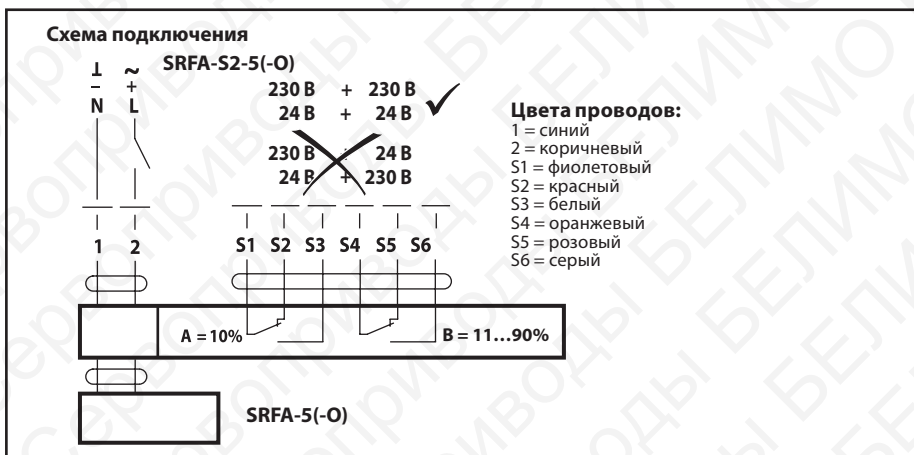 Схема подключения
SRFA-S2-5(-O)
⊥ ~
– +
N L
230 В + 230 В
24 В + 24 В
230 В 24 В
24 В + 230 В
Цвета проводов:
1 = синий
2 = коричневый
S1 = фиолетовый
S2 = красный
S3 = белый
S4 = оранжевый
S5 = розовый
S6 = серый
1 2
S1 S2 S3 S4 S5 S6
A = 10%
B = 11...90%
SRFA-5(-O)
Сервоприводы БЕЛИМО